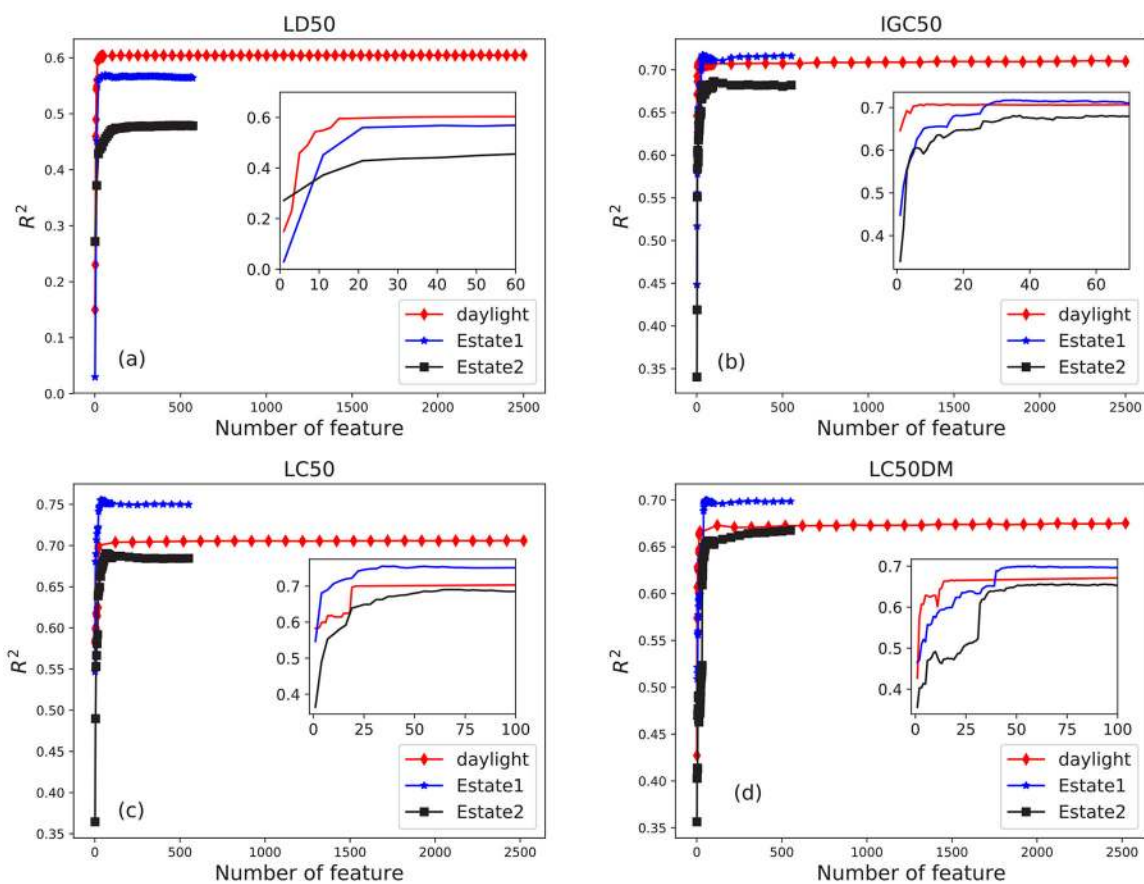 LD50
0.6
0.5
0.4
0.3
0.2
0.1
0.0
R²
0.6
0.4
0.2
0.0
0 10 20 30 40 50 60
daylight
Estate1
Estate2
(a)
0 500 1000 1500 2000 2500
Number of feature
IGC50
0.70
0.65
0.60
0.55
0.50
0.45
0.40
0.35
R²
0.7
0.6
0.5
0.4
0 20 40 60
daylight
Estate1
Estate2
(b)
0 500 1000 1500 2000 2500
Number of feature
LC50
0.75
0.70
0.65
0.60
0.55
0.50
0.45
0.40
0.35
R²
0.7
0.6
0.5
0.4
0 25 50 75 100
daylight
Estate1
Estate2
(c)
0 500 1000 1500 2000 2500
Number of feature
LC50DM
0.70
0.65
0.60
0.55
0.50
0.45
0.40
0.35
R²
0.7
0.6
0.5
0.4
0 25 50 75 100
daylight
Estate1
Estate2
(d)
0 500 1000 1500 2000 2500
Number of feature